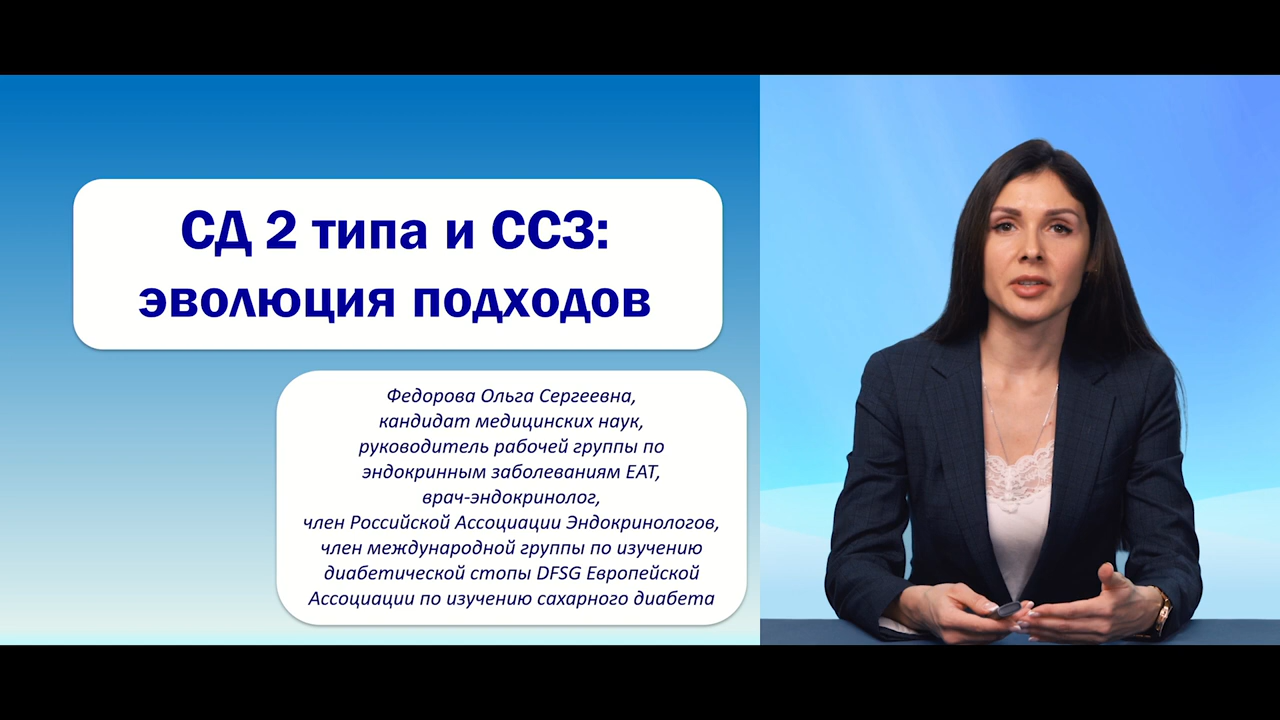 СД 2 типа и ССЗ:
эволюция подходов
Федорова Ольга Сергеевна,
кандидат медицинских наук,
руководитель рабочей группы по
эндокринным заболеваниям ЕАТ,
врач-эндокринолог,
член Российской Ассоциации Эндокринологов,
член международной группы по изучению
диабетической стопы DFSG Европейской
Ассоциации по изучению сахарного диабета